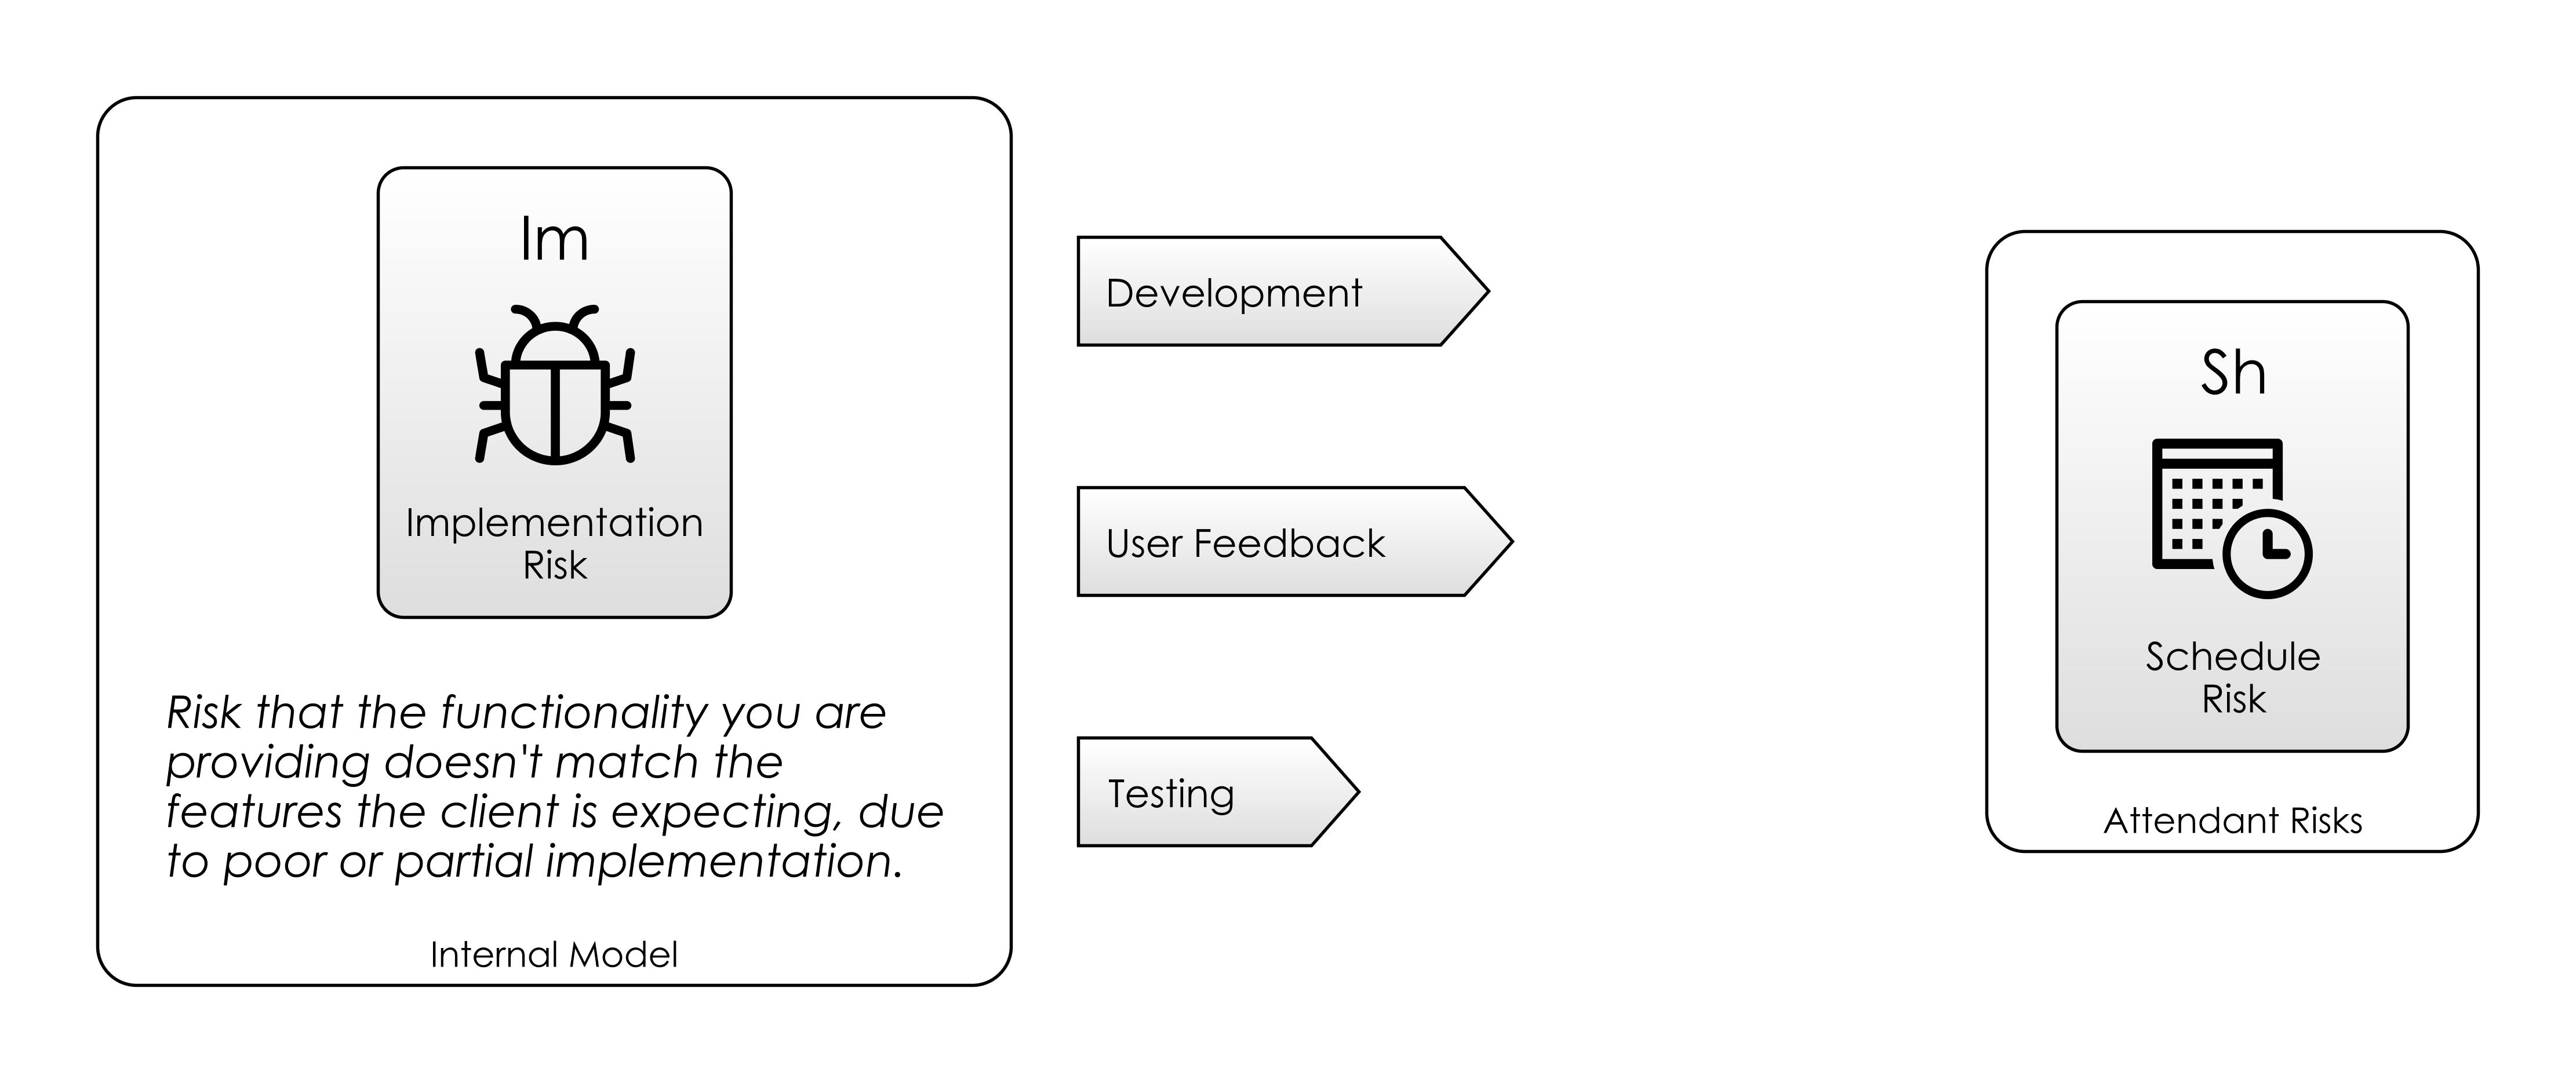 Im
Implementation
Risk
Risk that the functionality you are
providing doesn't match the
features the client is expecting, due
to poor or partial implementation.
Internal Model
Development
User Feedback
Testing
Sh
Schedule
Risk
Attendant Risks